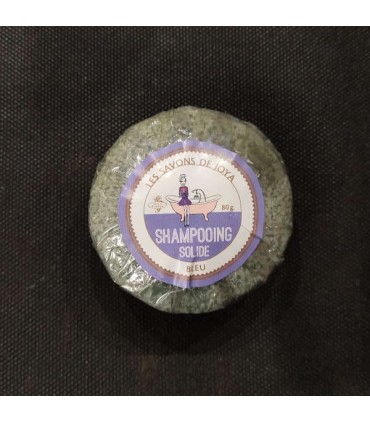 LES SAVONS DE JOYA
80 g
SHAMPOOING
SOLIDE
BLEU